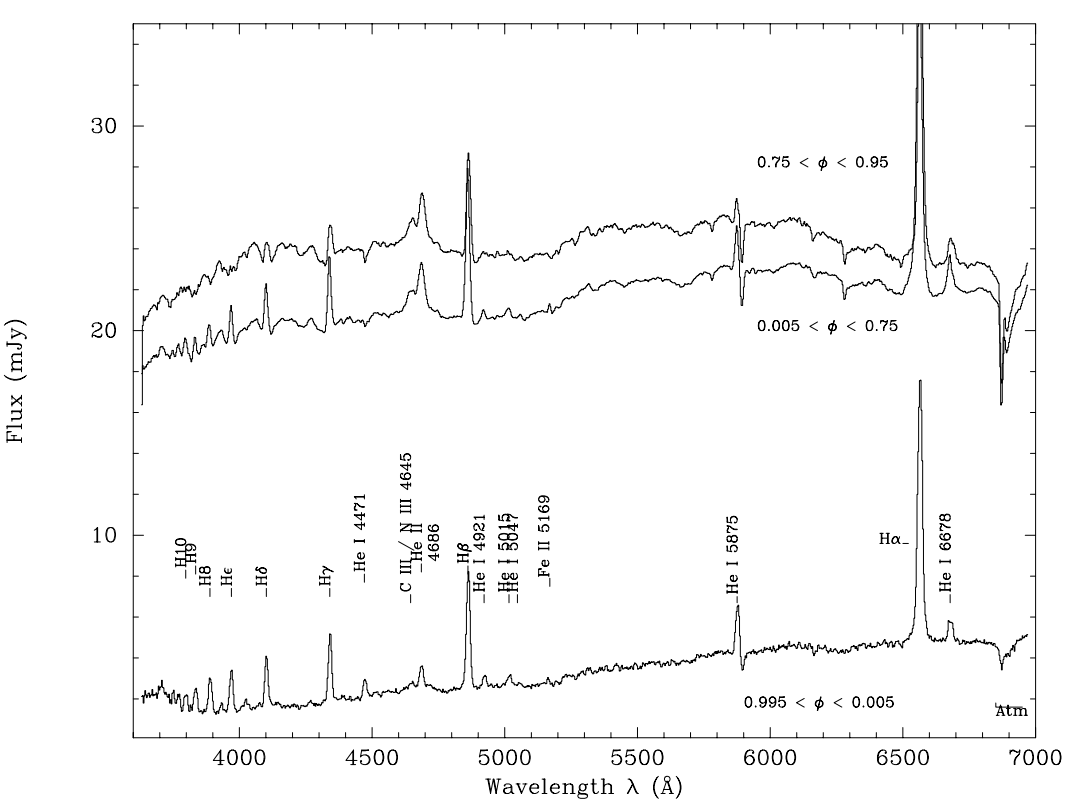 30
20
10
Flux (mJy)
0.75 < ϕ < 0.95
0.005 < ϕ < 0.75
0.995 < ϕ < 0.005
H10
H9
H8
Hϵ
Hδ
Hγ
He I 4471
C III / N III 4645
He II
4686
Hβ
He I 4921
He I 5015
He I 5047
Fe II 5169
He I 5875
Hα
He I 6678
Atm
4000 4500 5000 5500 6000 6500 7000
Wavelength λ (Å)